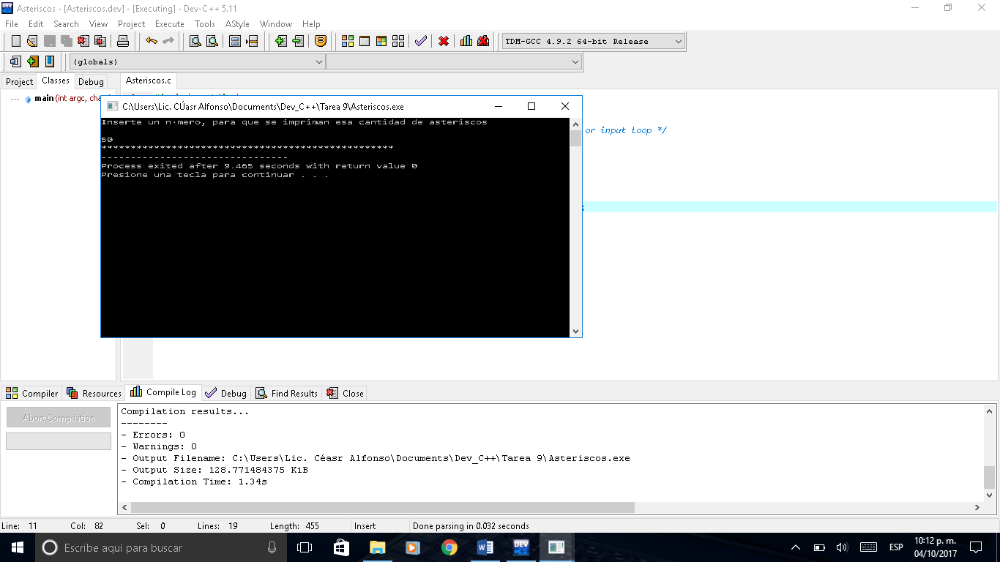 Asteriscos - [Asteriscos.dev] - [Executing] - Dev-C++ 5.11
File Edit Search View Project Execute Tools AStyle Window Help
TDM-GCC 4.9.2 64-bit Release
(globals)
Project Classes Debug
Asteriscos.c
main (int argc, cha
C:\Users\Lic. CÚasr Alfonso\Documents\Dev_C++\Tarea 9\Asteriscos.exe
Inserte un n·mero, para que se impriman esa cantidad de asteriscos
or input loop */
50
**************************************************
--------------------------------
Process exited after 9.465 seconds with return value 0
Presione una tecla para continuar . . .
Compiler Resources Compile Log Debug Find Results Close
Abort Compilation
Compilation results...
--------
- Errors: 0
- Warnings: 0
- Output Filename: C:\Users\Lic. Céasr Alfonso\Documents\Dev_C++\Tarea 9\Asteriscos.exe
- Output Size: 128.771484375 KiB
- Compilation Time: 1.34s
Line: 11 Col: 82 Sel: 0 Lines: 19 Length: 455 Insert Done parsing in 0.032 seconds
Escribe aquí para buscar
DEV
ESP
10:12 p. m.
04/10/2017